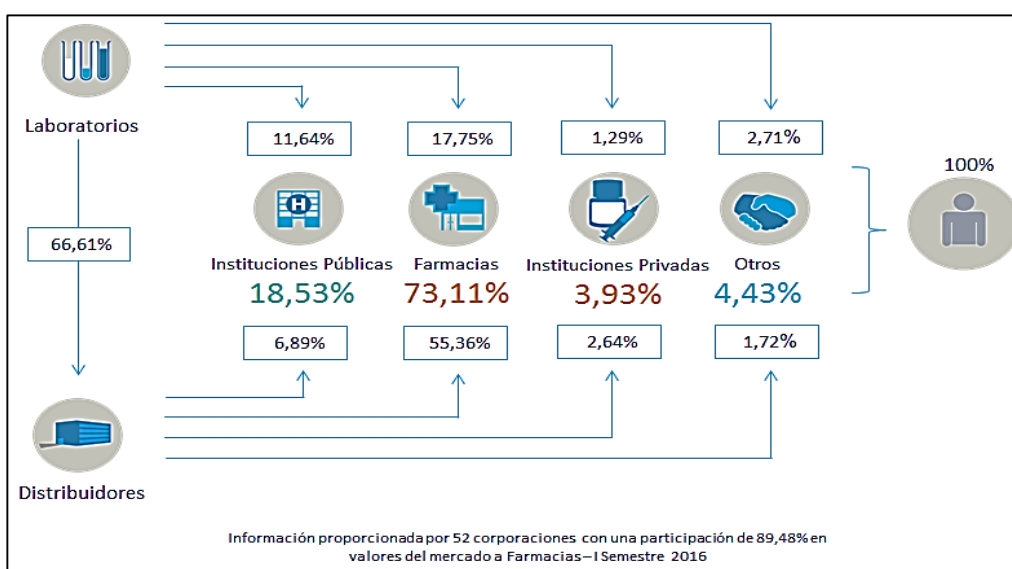 Laboratorios
11,64%
17,75%
1,29%
2,71%
100%
66,61%
H
Instituciones Públicas
Farmacias
Instituciones Privadas
Otros
18,53%
73,11%
3,93%
4,43%
6,89%
55,36%
2,64%
1,72%
Distribuidores
Información proporcionada por 52 corporaciones con una participación de 89,48% en
valores del mercado a Farmacias – I Semestre 2016